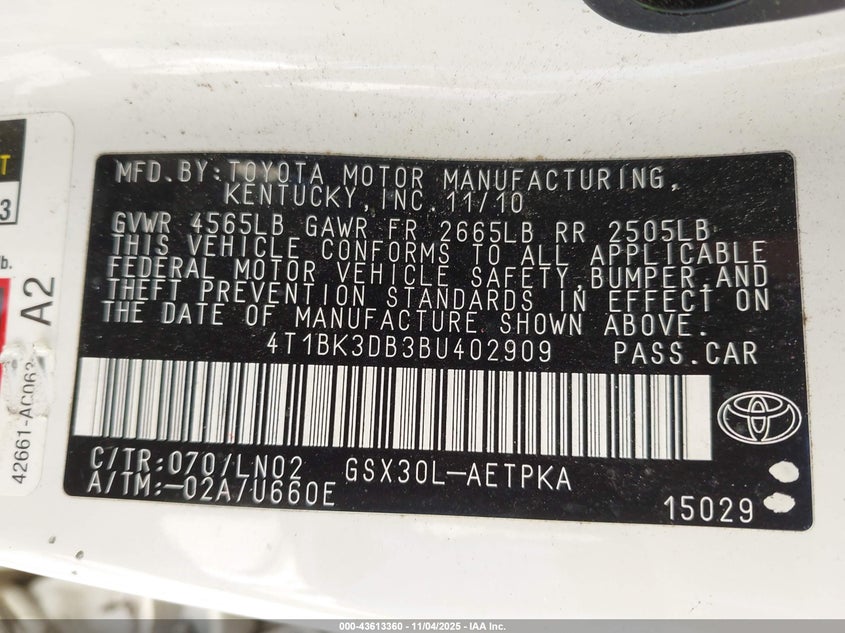 MFD.BY:TOYOTA MOTOR MANUFACTURING,
KENTUCKY,INC. 11/10
GVWR 4565LB GAWR FR 2665LB RR 2505LB
THIS VEHICLE CONFORMS TO ALL APPLICABLE
FEDERAL MOTOR VEHICLE SAFETY,BUMPER,AND
THEFT PREVENTION STANDARDS IN EFFECT ON
THE DATE OF MANUFACTURE SHOWN ABOVE.
4T1BK3DB3BU402909 PASS.CAR
C/TR:070/LN02 GSX30L-AETPKA
A/TM:-02A/U660E
15029
A2
000-43613360 - 11/04/2025 - IAA Inc.